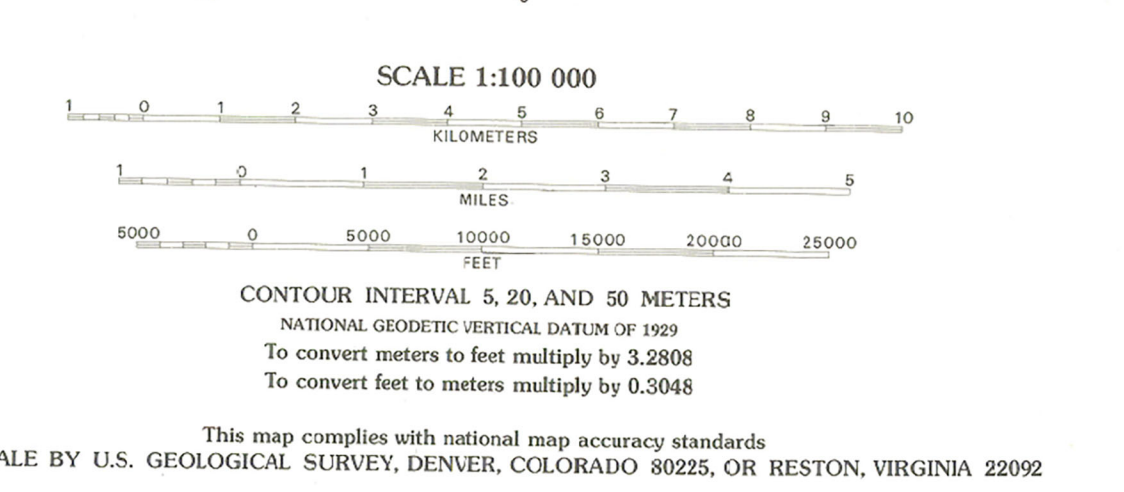 SCALE 1:100 000
1 0 1 2 3 4 5 6 7 8 9 10
KILOMETERS
1 0 1 2 3 4 5
MILES
5000 0 5000 10000 15000 20000 25000
FEET
CONTOUR INTERVAL 5, 20, AND 50 METERS
NATIONAL GEODETIC VERTICAL DATUM OF 1929
To convert meters to feet multiply by 3.2808
To convert feet to meters multiply by 0.3048
This map complies with national map accuracy standards
ALE BY U.S. GEOLOGICAL SURVEY, DENVER, COLORADO 80225, OR RESTON, VIRGINIA 22092